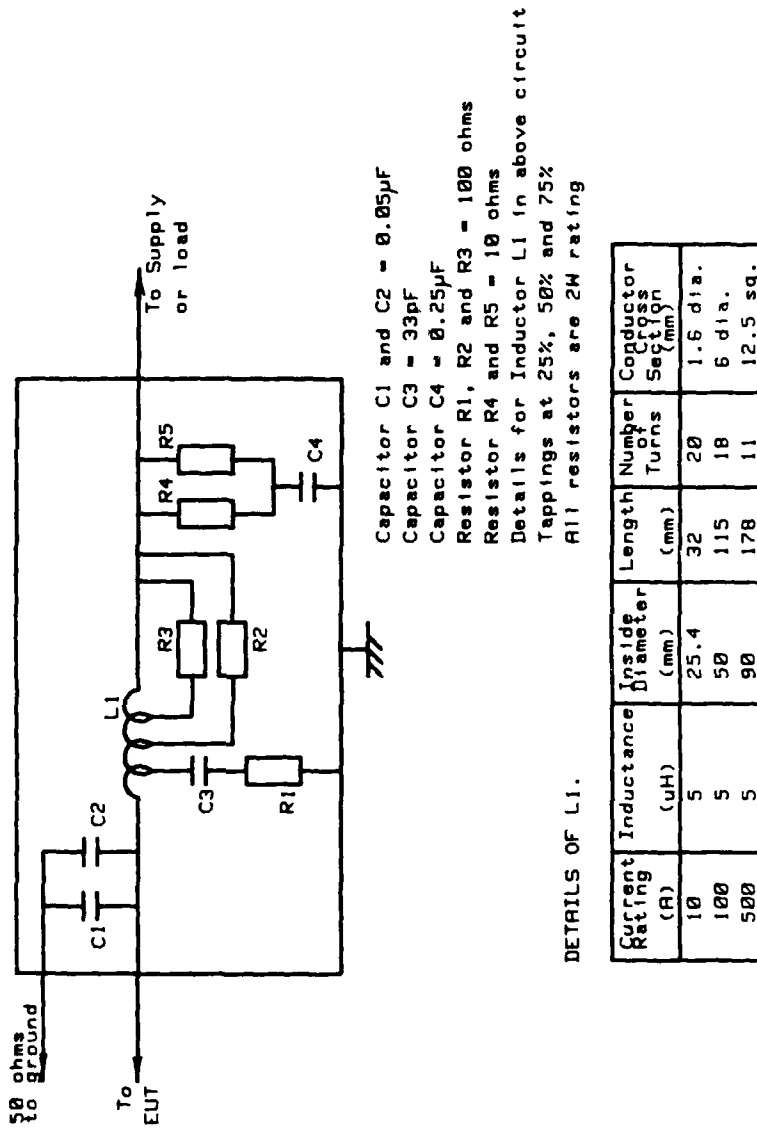 50 ohms
to ground
To
EUT
To Supply
or load
C1
C2
L1
C3
R1
R3
R2
R4
R5
C4
Capacitor C1 and C2 = 0.05µF
Capacitor C3 = 33pF
Capacitor C4 = 0.25µF
Resistor R1, R2 and R3 = 100 ohms
Resistor R4 and R5 = 10 ohms
Details for Inductor L1 in above circuit
Tappings at 25%, 50% and 75%
All resistors are 2W rating
DETAILS OF L1.
Current Rating (A) Inductance (uH) Inside Diameter (mm) Length (mm) Number of Turns Conductor Cross Section (mm)
10 5 25.4 32 20 1.6 dia.
100 5 50 115 18 6 dia.
500 5 90 178 11 12.5 sq.